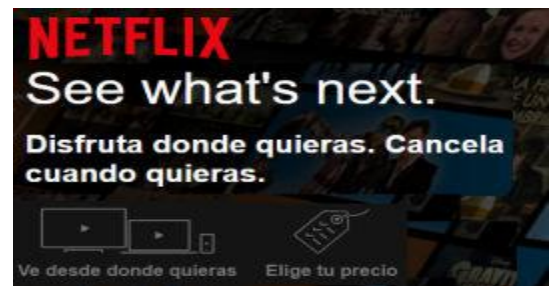 NETFLIX
See what's next.
Disfruta donde quieras. Cancela
cuando quieras.
Ve desde donde quieras
Elige tu precio